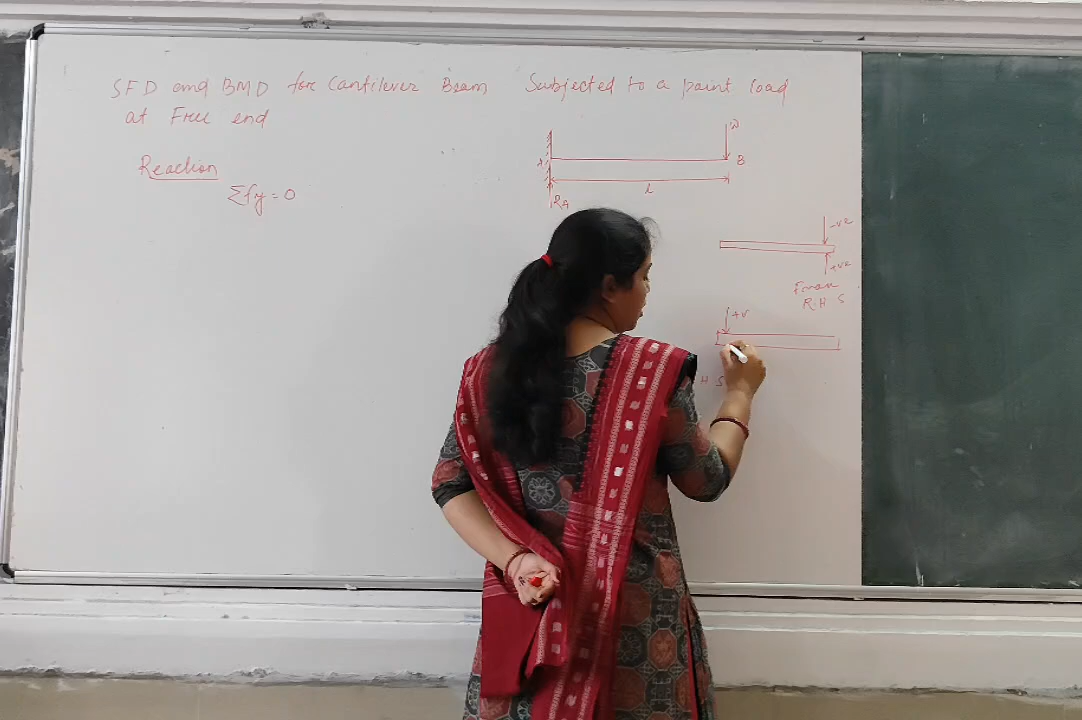 SFD and BMD for Cantilever Beam Subjected to a point load
at Free end
Reaction
Σfy = 0
W
A
B
l
RA
-ve
+ve
From
R.H S
+v
H S